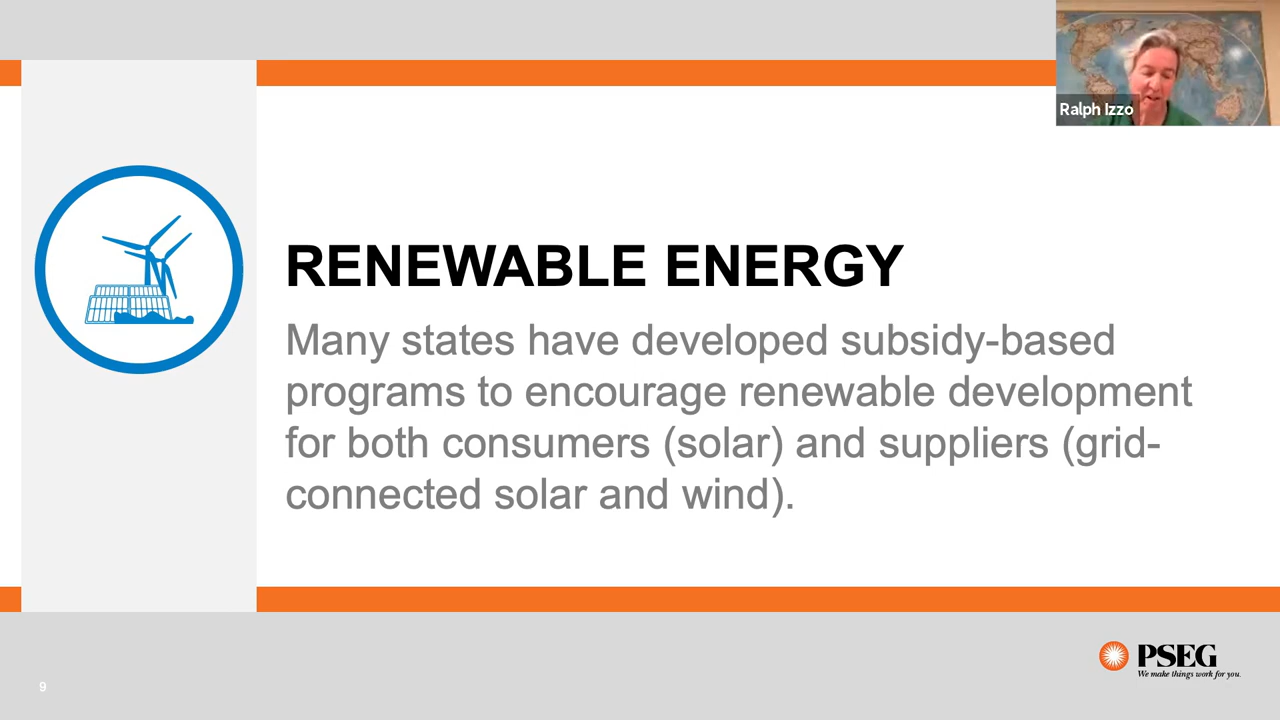 Ralph Izzo
RENEWABLE ENERGY
Many states have developed subsidy-based
programs to encourage renewable development
for both consumers (solar) and suppliers (grid-
connected solar and wind).
PSEG
We make things work for you.
9